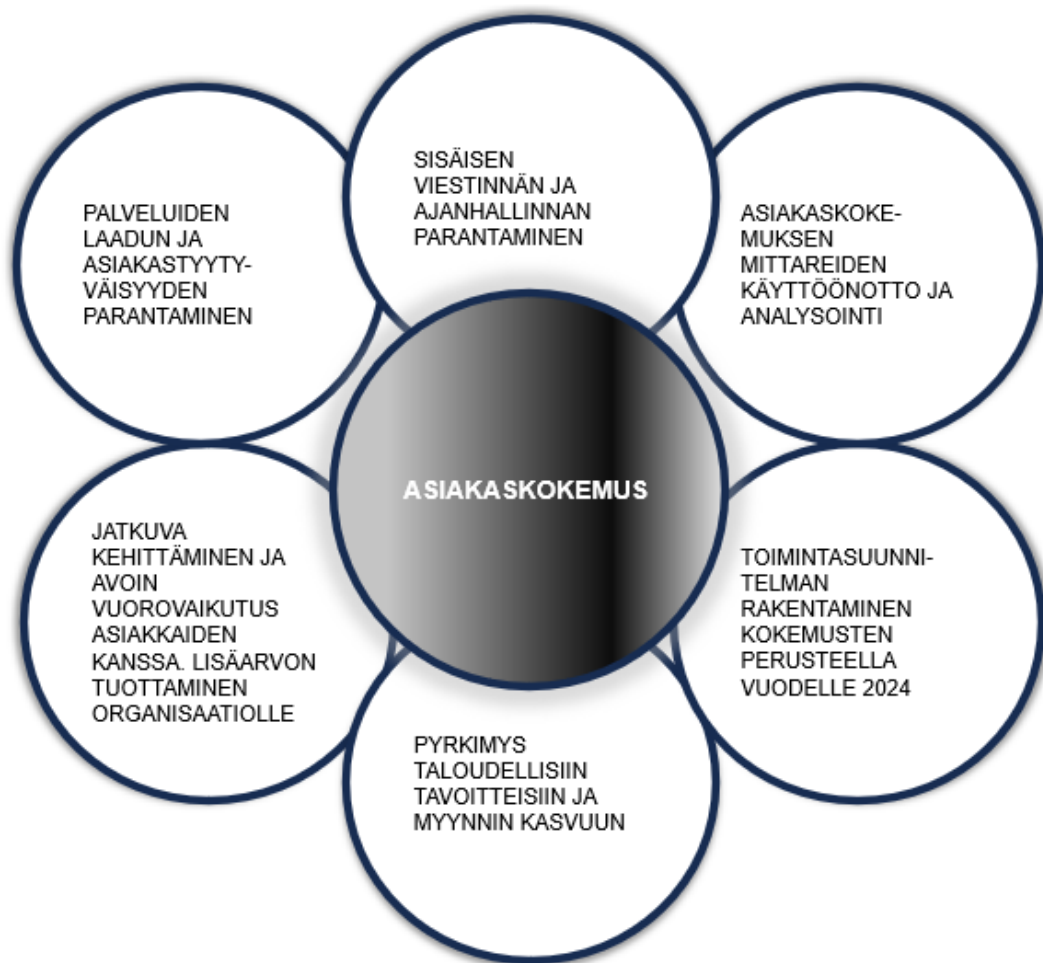 SISÄISEN
VIESTINNÄN JA
AJANHALLINNAN
PARANTAMINEN
PALVELUIDEN
LAADUN JA
ASIAKASTYYTY-
VÄISYYDEN
PARANTAMINEN
ASIAKASKOKE-
MUKSEN
MITTAREIDEN
KÄYTTÖÖNOTTO JA
ANALYSOINTI
ASIAKASKOKEMUS
JATKUVA
KEHITTÄMINEN JA
AVOIN
VUOROVAIKUTUS
ASIAKKAIDEN
KANSSA. LISÄARVON
TUOTTAMINEN
ORGANISAATIOLLE
TOIMINTASUUNNI-
TELMAN
RAKENTAMINEN
KOKEMUSTEN
PERUSTEELLA
VUODELLE 2024
PYRKIMYS
TALOUDELLISIIN
TAVOITTEISIIN JA
MYYNNIN KASVUUN